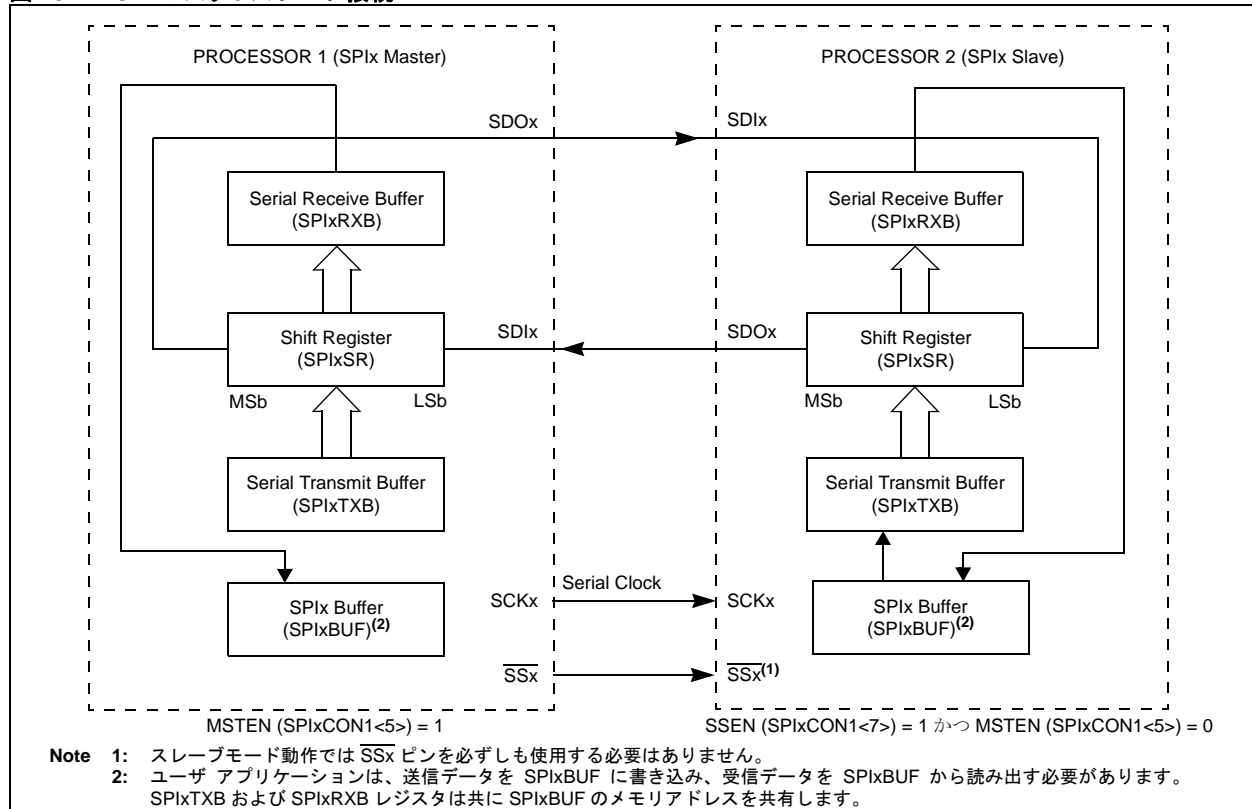 PROCESSOR 1 (SPIx Master)
PROCESSOR 2 (SPIx Slave)
SDOx
SDIx
Serial Receive Buffer
(SPIxRXB)
Serial Receive Buffer
(SPIxRXB)
Shift Register
(SPIxSR)
SDIx
SDOx
Shift Register
(SPIxSR)
MSb
LSb
MSb
LSb
Serial Transmit Buffer
(SPIxTXB)
Serial Transmit Buffer
(SPIxTXB)
SPIx Buffer
(SPIxBUF)(2)
SCKx
Serial Clock
SCKx
SPIx Buffer
(SPIxBUF)(2)
SSx
SSx(1)
MSTEN (SPIxCON1<5>) = 1
SSEN (SPIxCON1<7>) = 1 かつ MSTEN (SPIxCON1<5>) = 0
Note 1: スレーブモード動作では SSx ピンを必ずしも使用する必要はありません。
2: ユーザ アプリケーションは、送信データを SPIxBUF に書き込み、受信データを SPIxBUF から読み出す必要があります。
SPIxTXB および SPIxRXB レジスタは共に SPIxBUF のメモリアドレスを共有します。